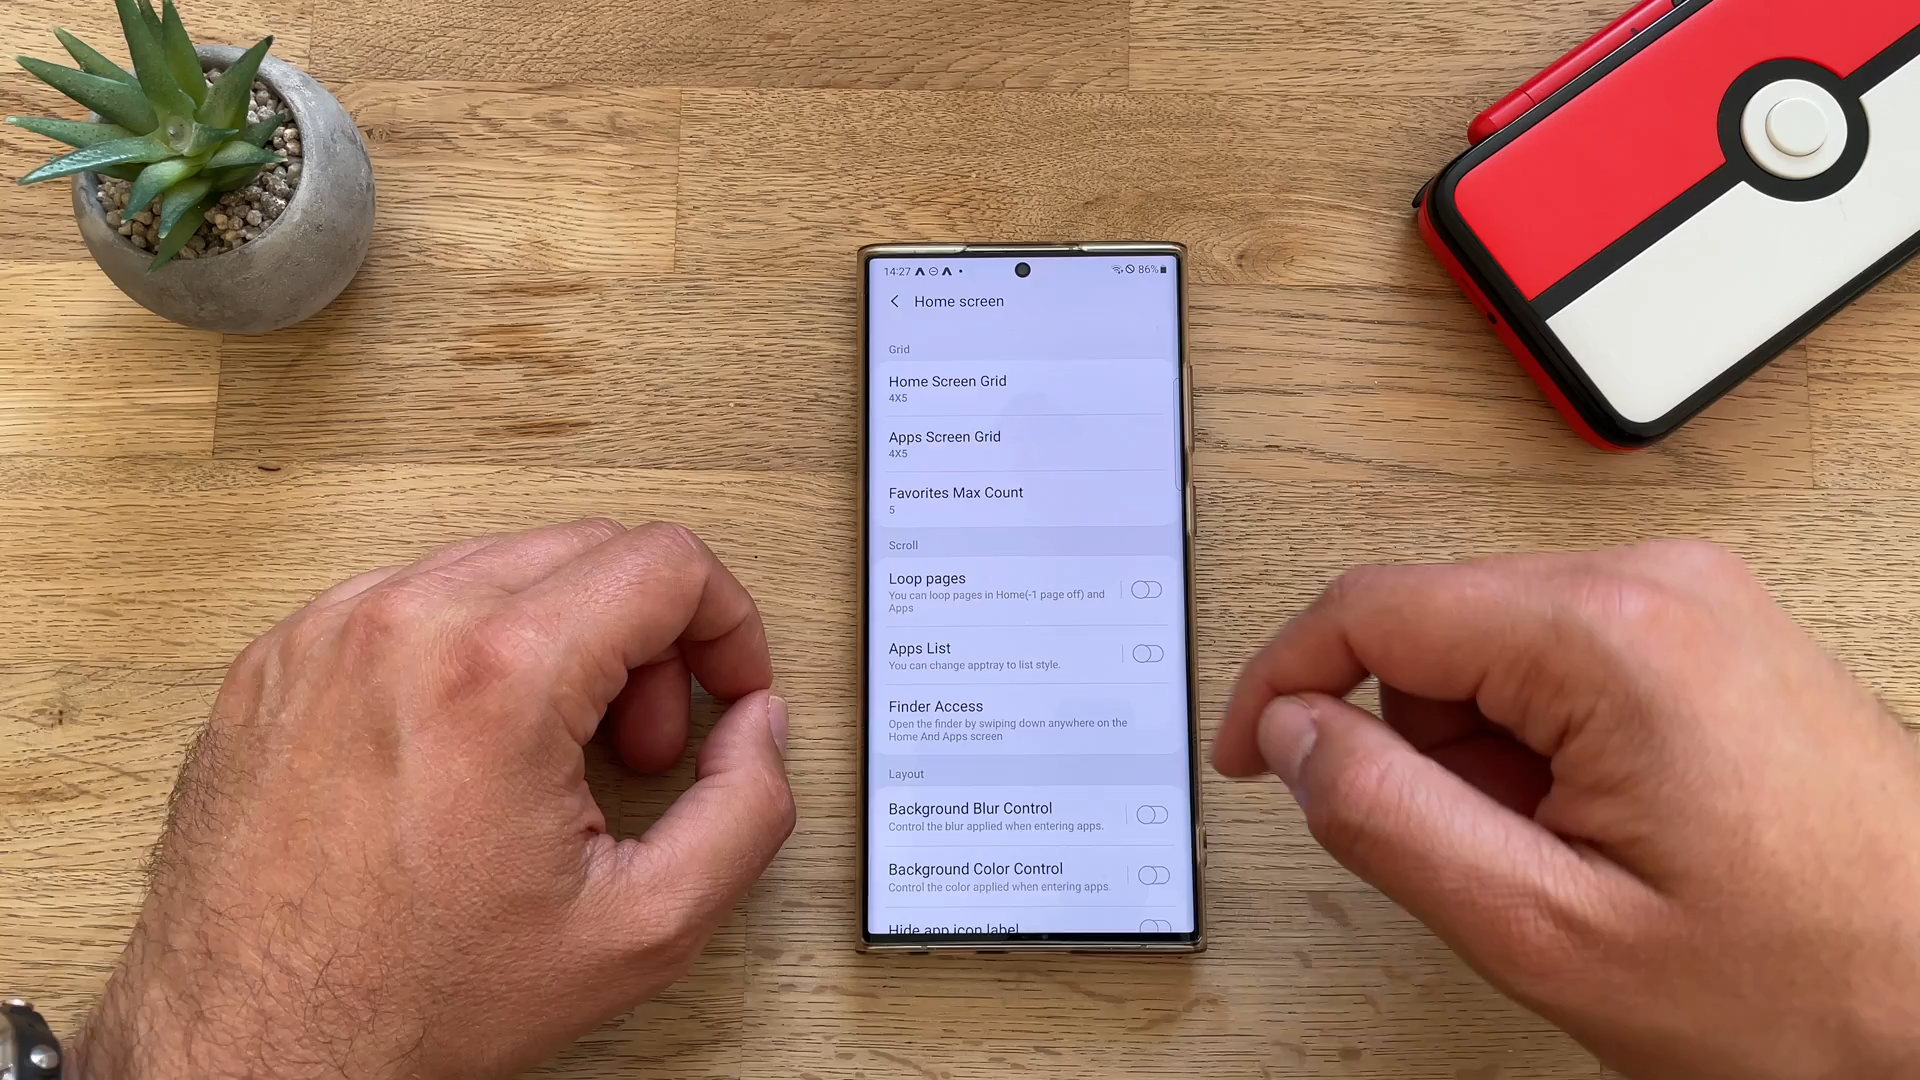 14:27 86%
Home screen
Grid
Home Screen Grid
4X5
Apps Screen Grid
4X5
Favorites Max Count
5
Scroll
Loop pages
You can loop pages in Home(-1 page off) and
Apps
Apps List
You can change apptray to list style.
Finder Access
Open the finder by swiping down anywhere on the
Home And Apps screen
Layout
Background Blur Control
Control the blur applied when entering apps.
Background Color Control
Control the color applied when entering apps.
Hide app icon label